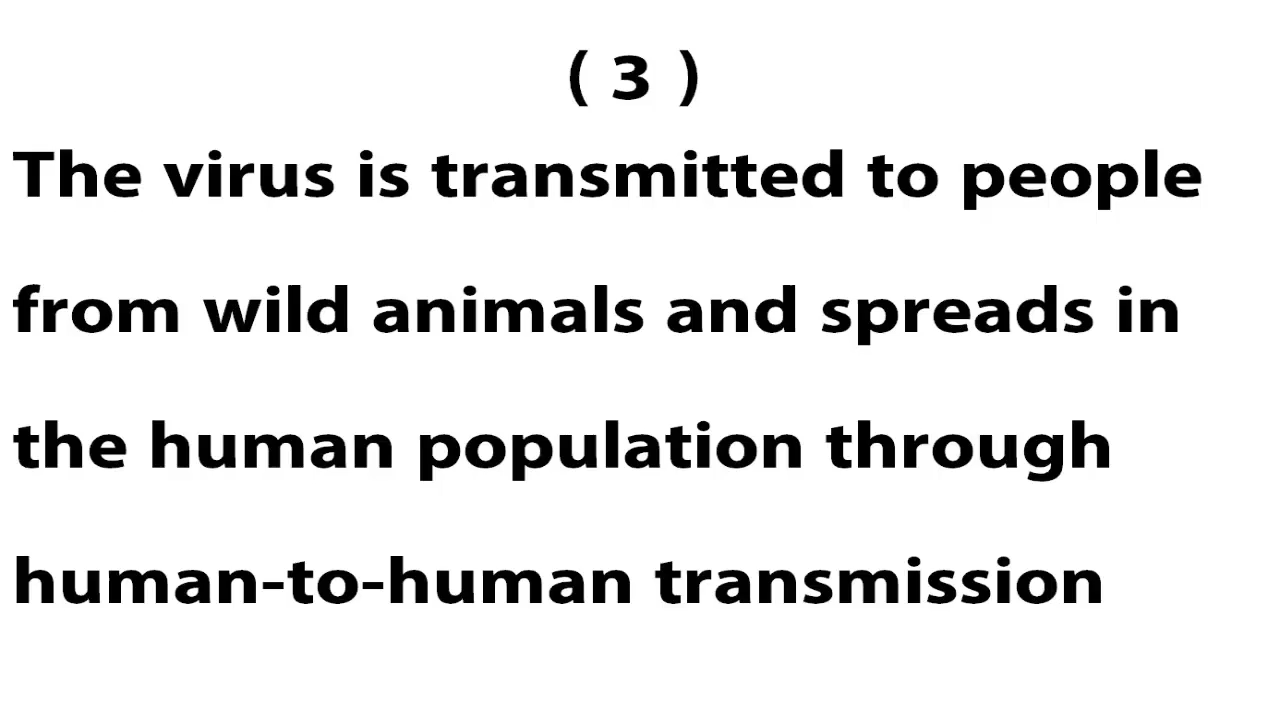 ( 3 )
The virus is transmitted to people
from wild animals and spreads in
the human population through
human-to-human transmission